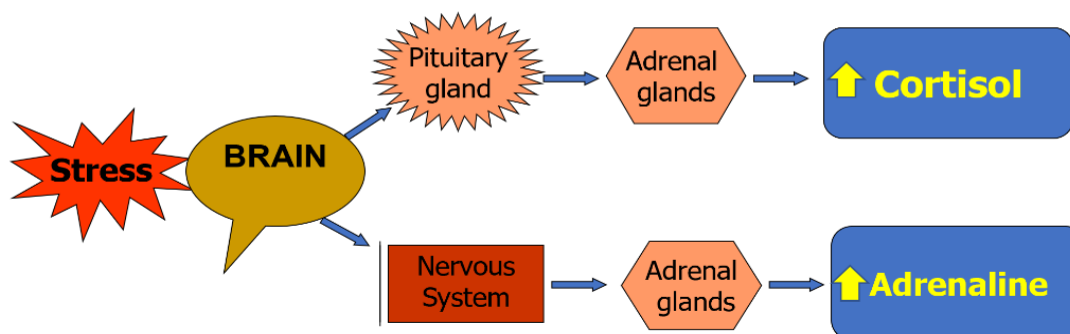 Stress
BRAIN
Pituitary
gland
Adrenal
glands
Cortisol
Nervous
System
Adrenal
glands
Adrenaline